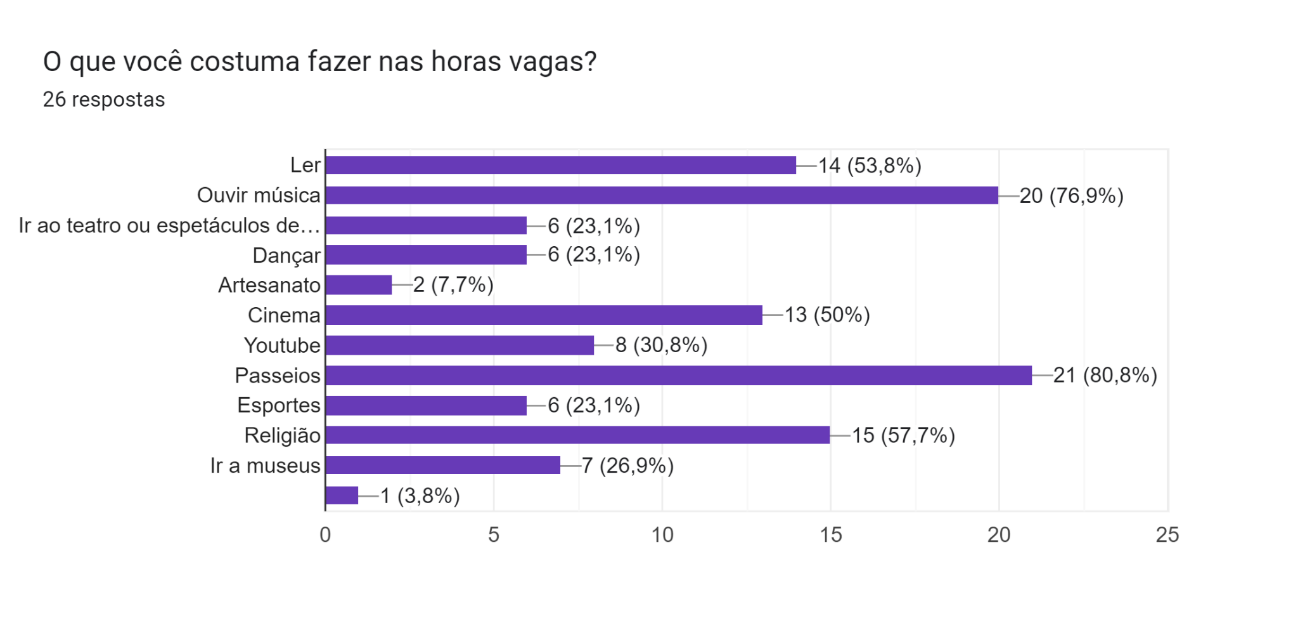 O que você costuma fazer nas horas vagas?
26 respostas
Ler 14 (53,8%)
Ouvir música 20 (76,9%)
Ir ao teatro ou espetáculos de… 6 (23,1%)
Dançar 6 (23,1%)
Artesanato 2 (7,7%)
Cinema 13 (50%)
Youtube 8 (30,8%)
Passeios 21 (80,8%)
Esportes 6 (23,1%)
Religião 15 (57,7%)
Ir a museus 7 (26,9%)
1 (3,8%)
0 5 10 15 20 25